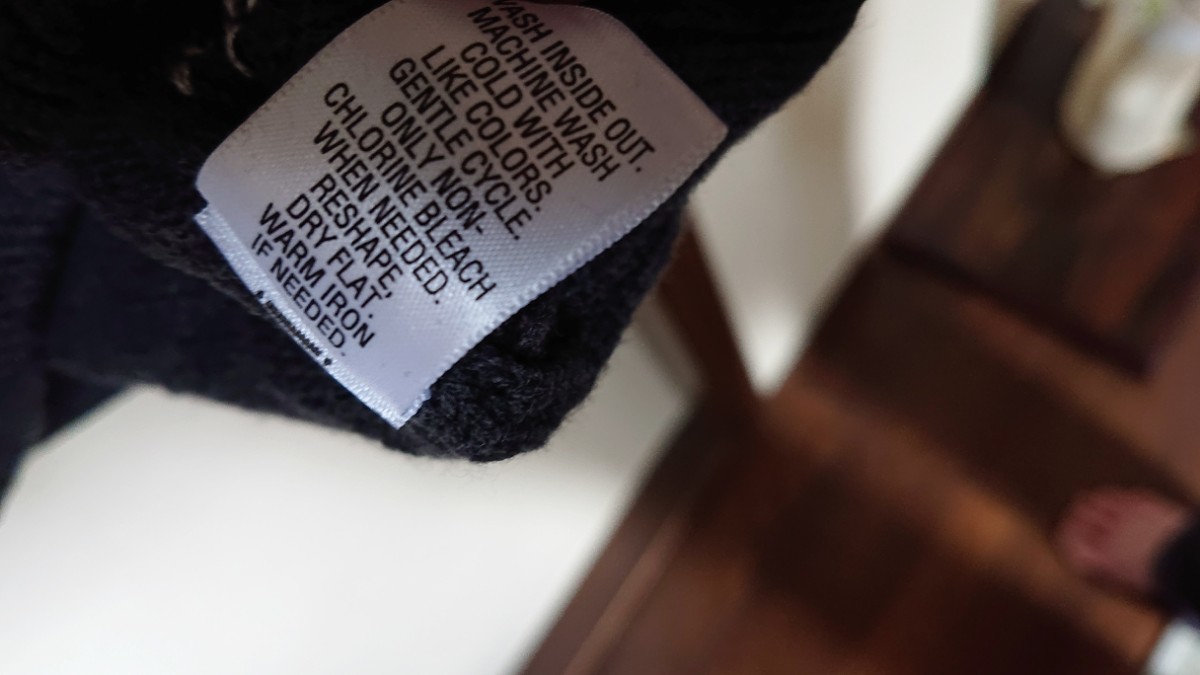 WASH INSIDE OUT.
MACHINE WASH
COLD WITH
LIKE COLORS.
GENTLE CYCLE.
ONLY NON-
CHLORINE BLEACH
WHEN NEEDED.
RESHAPE,
DRY FLAT.
WARM IRON
IF NEEDED.